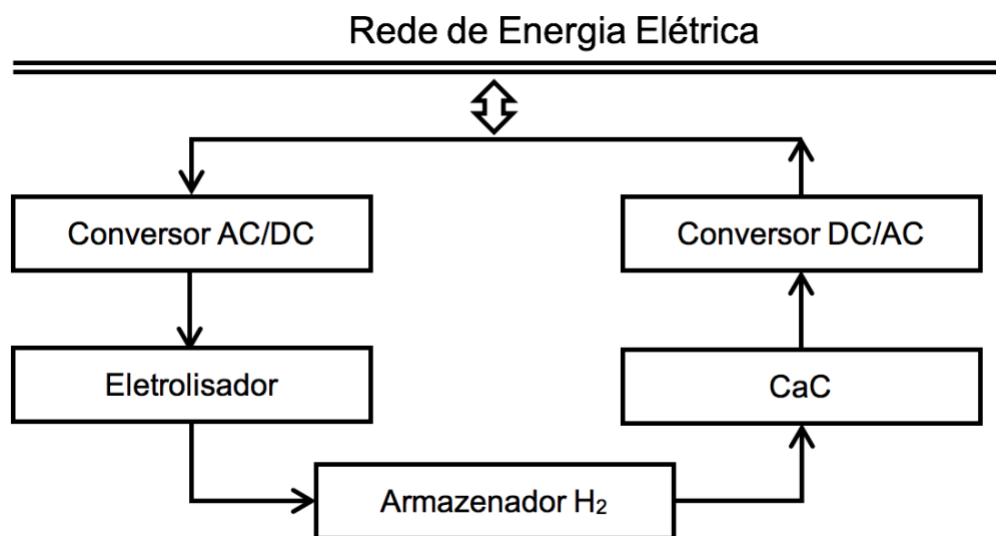 Rede de Energia Elétrica
Conversor AC/DC
Conversor DC/AC
Eletrolisador
CaC
Armazenador H₂